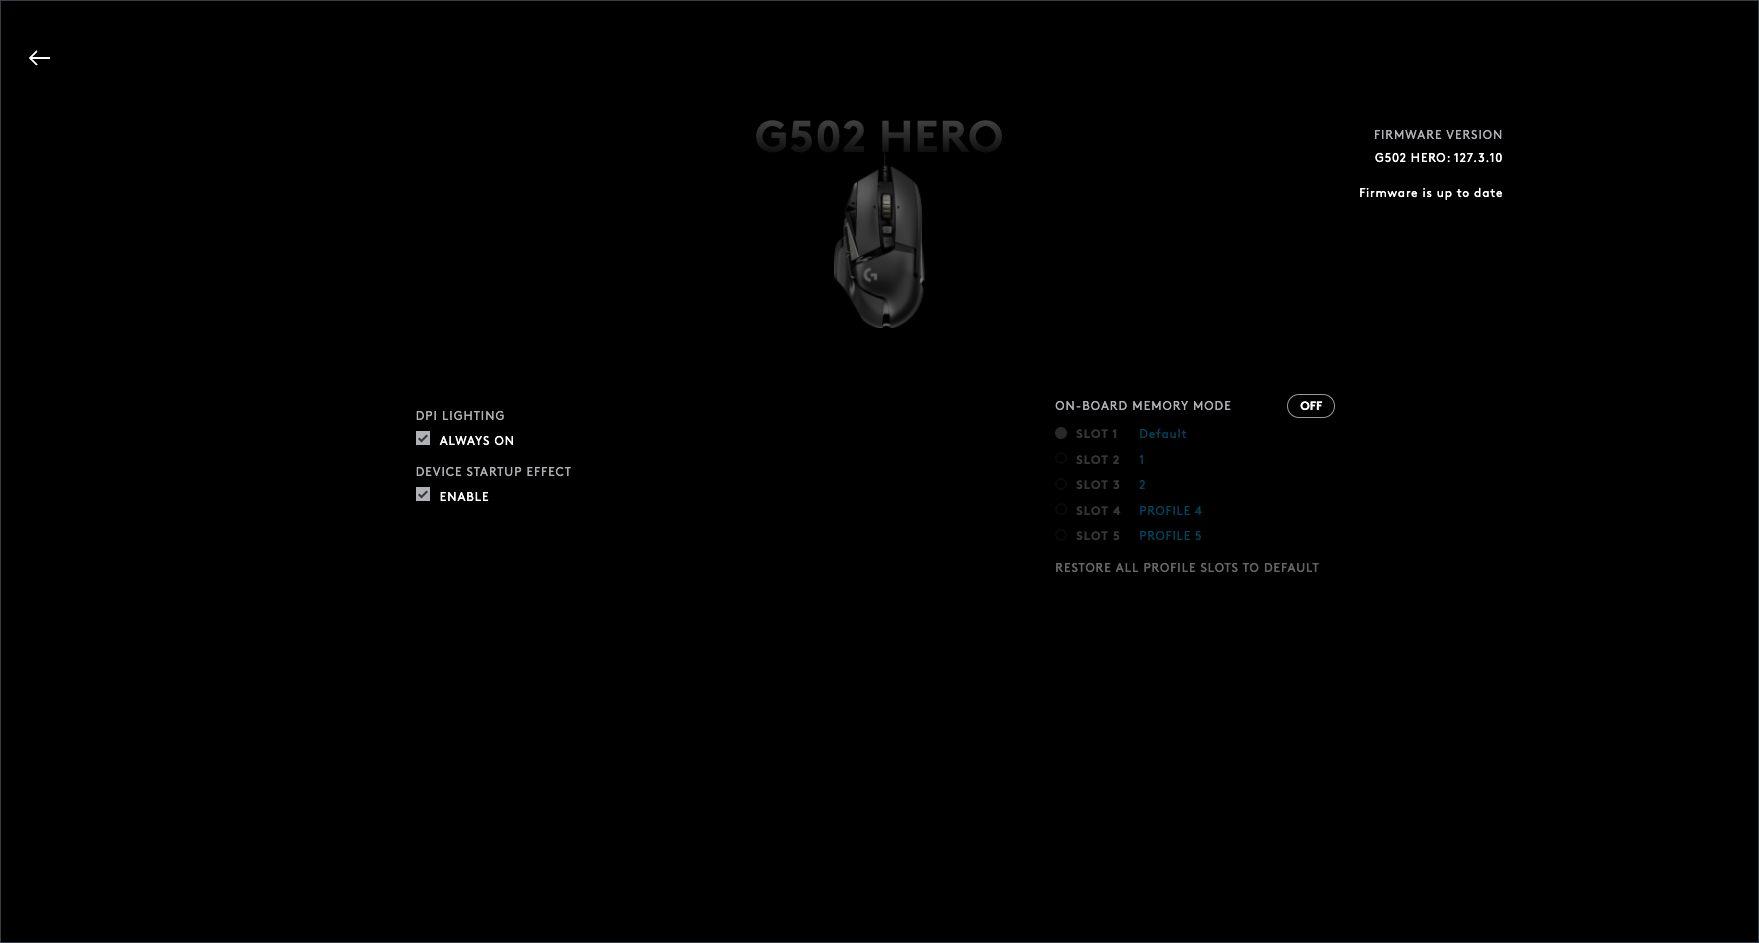 G502 HERO
FIRMWARE VERSION
G502 HERO: 127.3.10
Firmware is up to date
DPI LIGHTING
ALWAYS ON
DEVICE STARTUP EFFECT
ENABLE
ON-BOARD MEMORY MODE OFF
SLOT 1 Default
SLOT 2 1
SLOT 3 2
SLOT 4 PROFILE 4
SLOT 5 PROFILE 5
RESTORE ALL PROFILE SLOTS TO DEFAULT